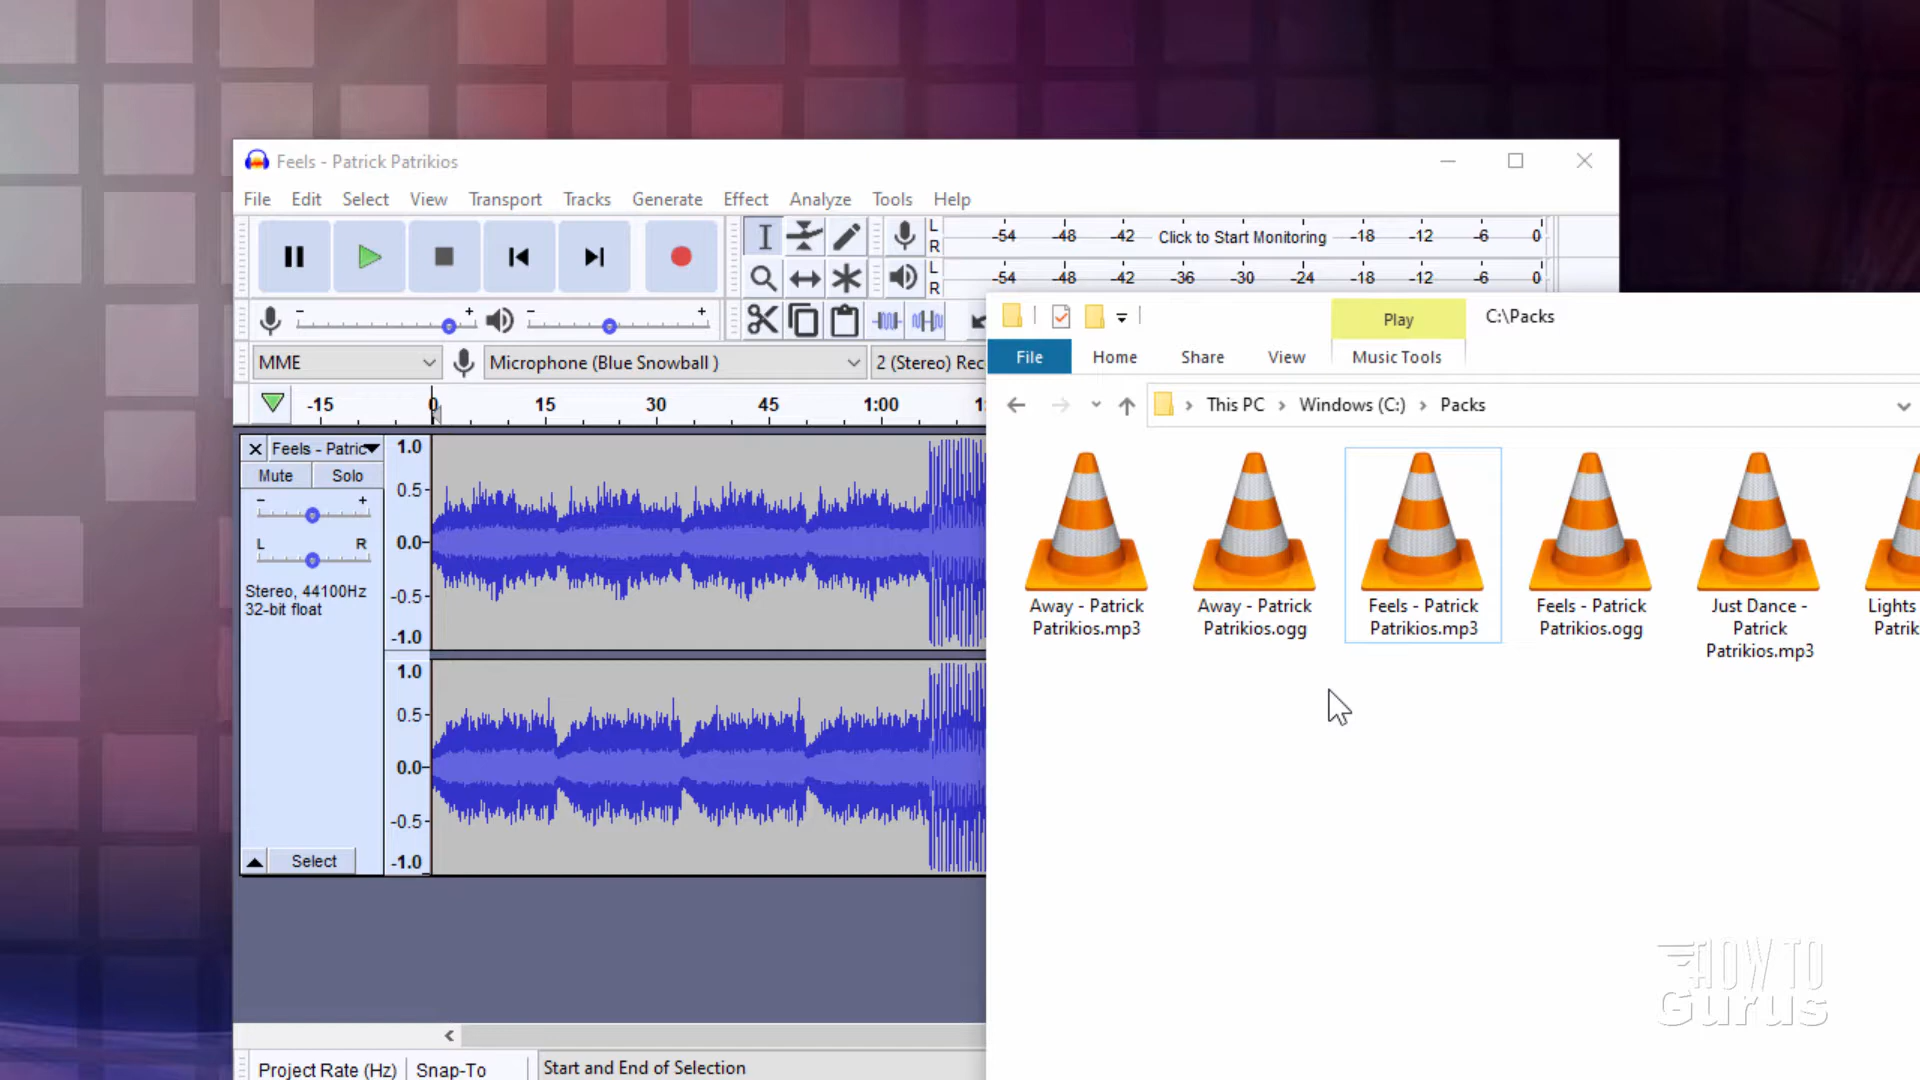 Feels - Patrick Patrikios
File Edit Select View Transport Tracks Generate Effect Analyze Tools Help
L
R
-54 -48 -42 Click to Start Monitoring -18 -12 -6 0
L
R
-54 -48 -42 -36 -30 -24 -18 -12 -6 0
- + - +
MME
Microphone (Blue Snowball )
2 (Stereo) Rec
-15 0 15 30 45 1:00
Feels - Patric
Mute Solo
- +
L R
Stereo, 44100Hz
32-bit float
Select
1.0
0.5
0.0
-0.5
-1.0
1.0
0.5
0.0
-0.5
-1.0
Project Rate (Hz) Snap-To
Start and End of Selection
Play
C:\Packs
File Home Share View Music Tools
This PC Windows (C:) Packs
Away - Patrick
Patrikios.mp3
Away - Patrick
Patrikios.ogg
Feels - Patrick
Patrikios.mp3
Feels - Patrick
Patrikios.ogg
Just Dance -
Patrick
Patrikios.mp3
Lights
Patrik
HOW TO
Gurus